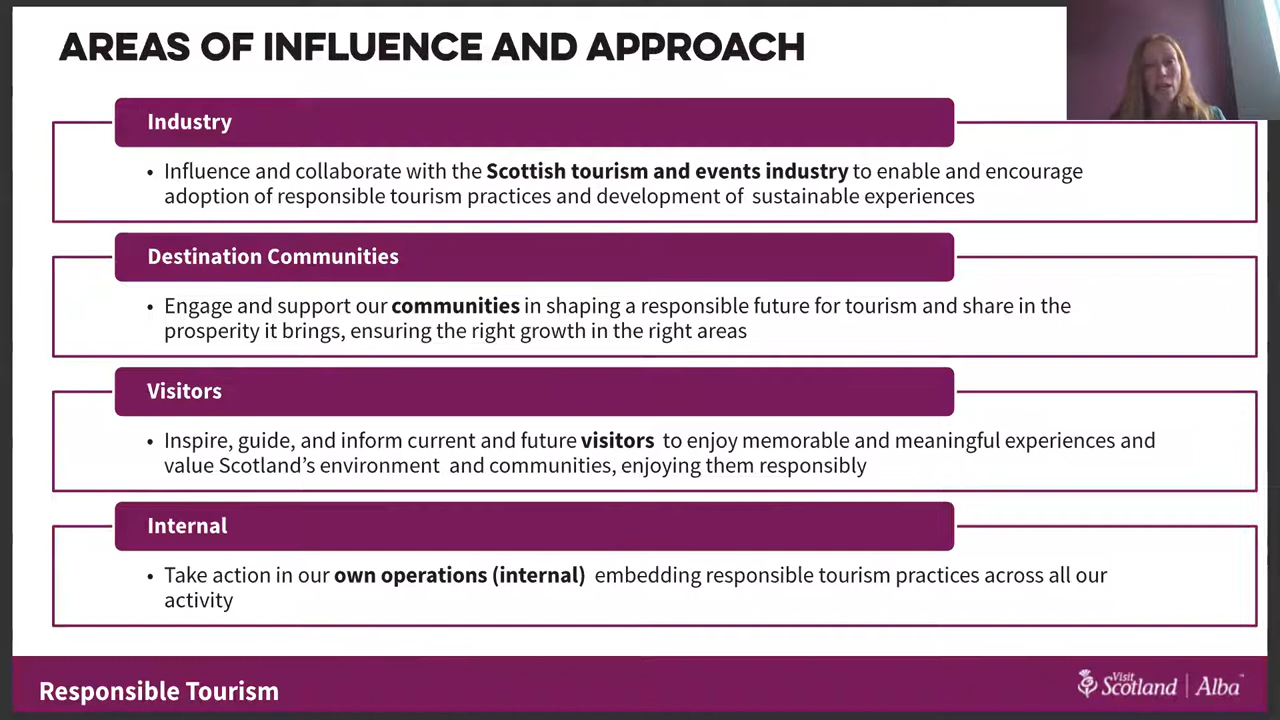 AREAS OF INFLUENCE AND APPROACH
Industry
• Influence and collaborate with the Scottish tourism and events industry to enable and encourage
adoption of responsible tourism practices and development of sustainable experiences
Destination Communities
• Engage and support our communities in shaping a responsible future for tourism and share in the
prosperity it brings, ensuring the right growth in the right areas
Visitors
• Inspire, guide, and inform current and future visitors to enjoy memorable and meaningful experiences and
value Scotland's environment and communities, enjoying them responsibly
Internal
• Take action in our own operations (internal) embedding responsible tourism practices across all our
activity
Responsible Tourism
Visit
Scotland | Alba™